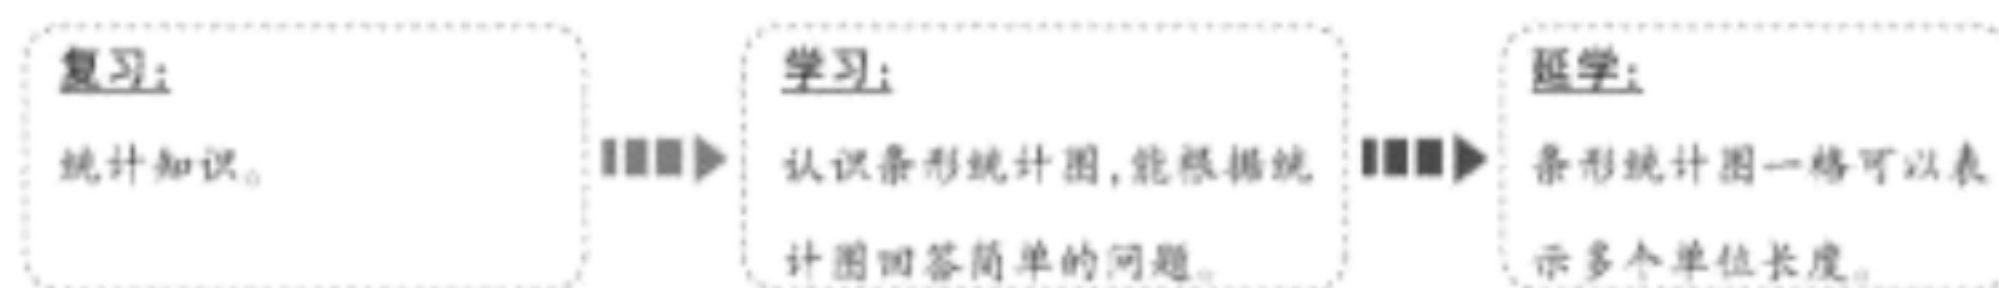 复习:
统计知识。
学习:
认识条形统计图,能根据统
计图回答简单的问题。
延学:
条形统计图一格可以表
示多个单位长度。